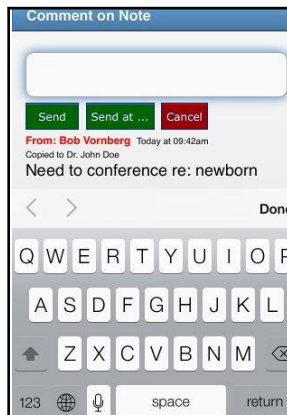 Comment on Note
Send Send at ... Cancel
From: Bob Vornberg Today at 09:42am
Copied to Dr. John Doe
Need to conference re: newborn
Done
Q W E R T Y U I O P
A S D F G H J K L
Z X C V B N M
123 space return